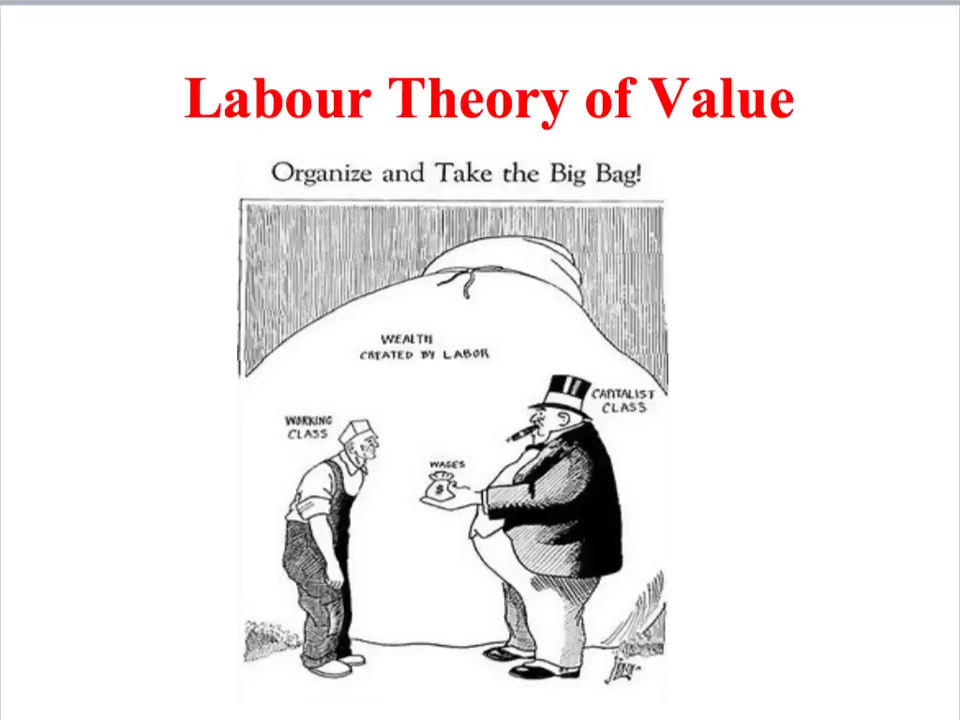 Labour Theory of Value
Organize and Take the Big Bag!
WEALTH
CREATED BY LABOR
CAPITALIST
CLASS
WORKING
CLASS
WAGES
$